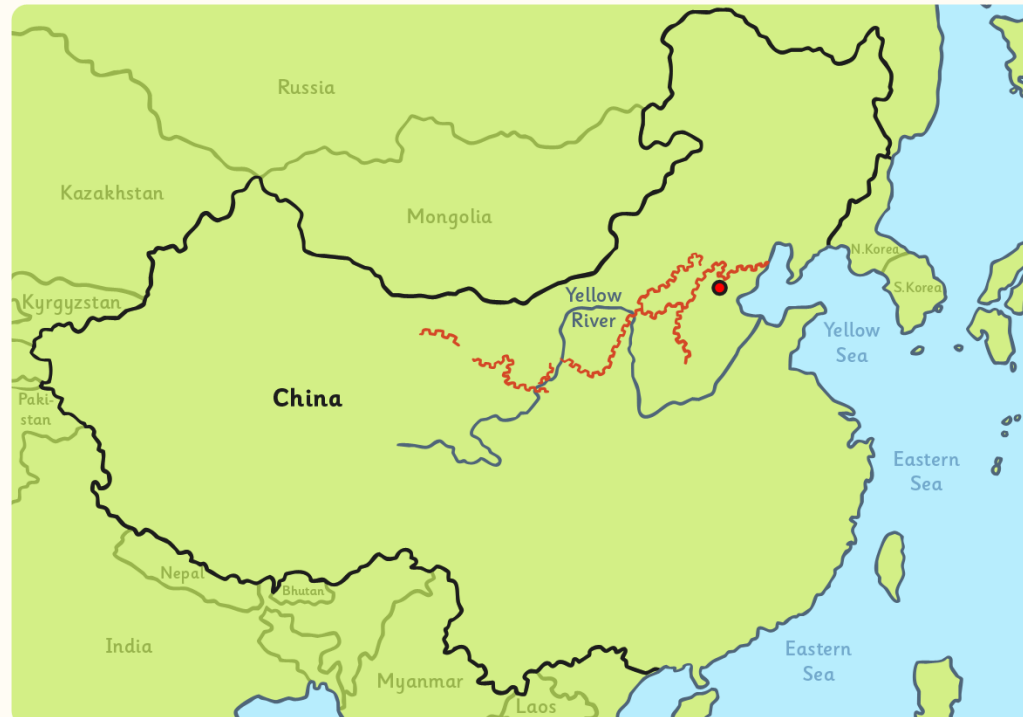 Russia
Kazakhstan
Mongolia
N.Korea
S.Korea
Kyrgyzstan
Yellow
River
Yellow
Sea
China
Paki-
stan
Eastern
Sea
Nepal
Bhutan
India
Eastern
Sea
Myanmar
Laos